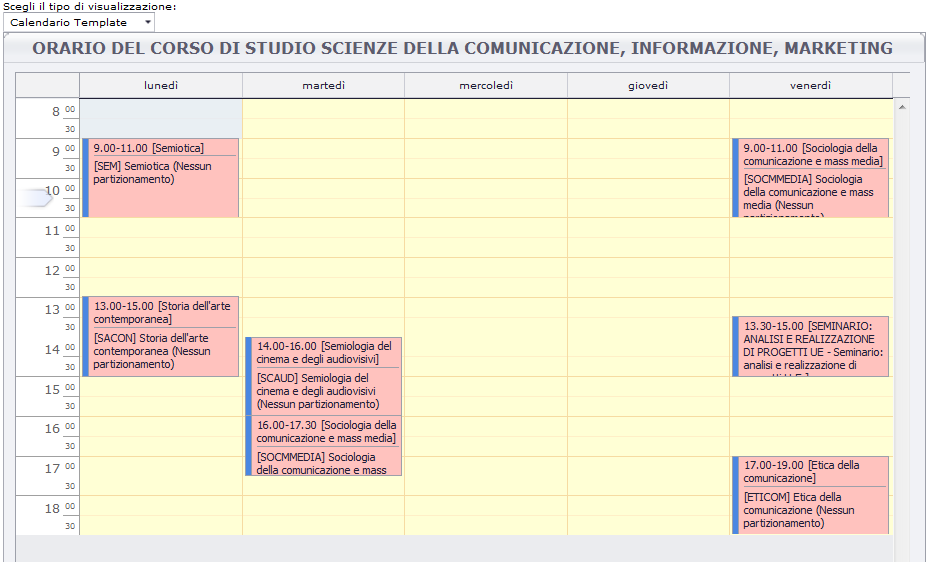 Scegli il tipo di visualizzazione:
Calendario Template
ORARIO DEL CORSO DI STUDIO SCIENZE DELLA COMUNICAZIONE, INFORMAZIONE, MARKETING
lunedì martedì mercoledì giovedì venerdì
8 00
30
9 00
30
10 00
30
11 00
30
12 00
30
13 00
30
14 00
30
15 00
30
16 00
30
17 00
30
18 00
30
9.00-11.00 [Semiotica]
[SEM] Semiotica (Nessun
partizionamento)
13.00-15.00 [Storia dell'arte
contemporanea]
[SACON] Storia dell'arte
contemporanea (Nessun
partizionamento)
14.00-16.00 [Semiologia del
cinema e degli audiovisivi]
[SCAUD] Semiologia del
cinema e degli audiovisivi
(Nessun partizionamento)
16.00-17.30 [Sociologia della
comunicazione e mass media]
[SOCMMEDIA] Sociologia
della comunicazione e mass
9.00-11.00 [Sociologia della
comunicazione e mass media]
[SOCMMEDIA] Sociologia
della comunicazione e mass
media (Nessun
partizionamento)
13.30-15.00 [SEMINARIO:
ANALISI E REALIZZAZIONE
DI PROGETTI UE - Seminario:
analisi e realizzazione di
17.00-19.00 [Etica della
comunicazione]
[ETICOM] Etica della
comunicazione (Nessun
partizionamento)